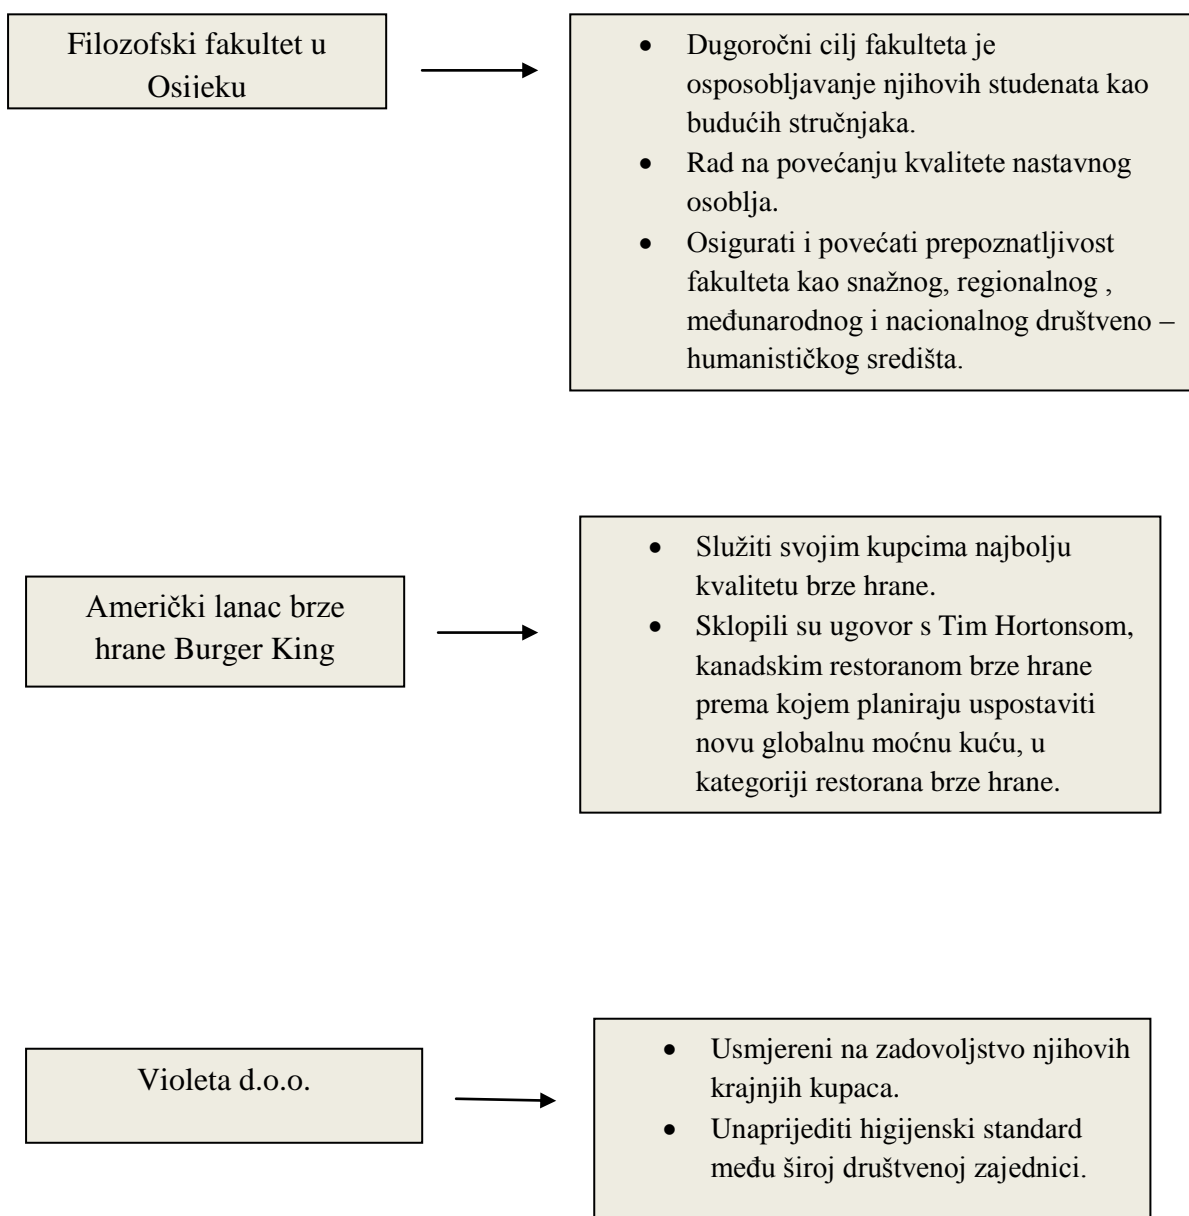 Filozofski fakultet u
Osijeku
• Dugoročni cilj fakulteta je
osposobljavanje njihovih studenata kao
budućih stručnjaka.
• Rad na povećanju kvalitete nastavnog
osoblja.
• Osigurati i povećati prepoznatljivost
fakulteta kao snažnog, regionalnog ,
međunarodnog i nacionalnog društveno –
humanističkog središta.
Amerićki lanac brze
hrane Burger King
• Služiti svojim kupcima najbolju
kvalitetu brze hrane.
• Sklopili su ugovor s Tim Hortonsom,
kanadskim restoranom brze hrane
prema kojem planiraju uspostaviti
novu globalnu moćnu kuću, u
kategoriji restorana brze hrane.
Violeta d.o.o.
• Usmjereni na zadovoljstvo njihovih
krajnjih kupaca.
• Unaprijediti higijenski standard
među široj društvenoj zajednici.